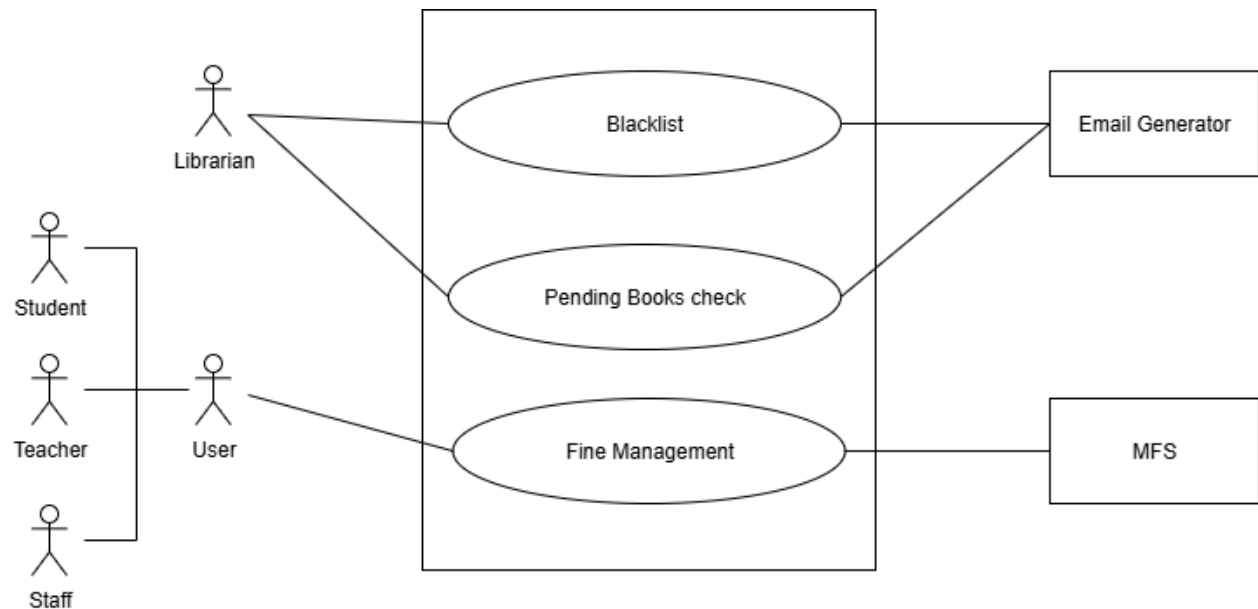 Librarian
Student
Teacher
User
Staff
Blacklist
Pending Books check
Fine Management
Email Generator
MFS